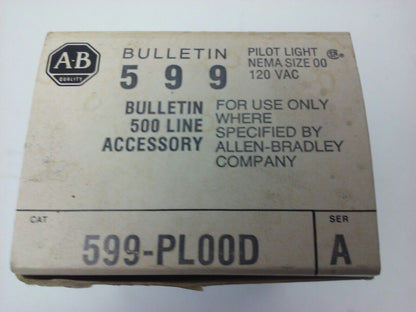 A-B
QUALITY
BULLETIN
5 9 9
PILOT LIGHT
NEMA SIZE 00
120 VAC
BULLETIN
500 LINE
ACCESSORY
FOR USE ONLY
WHERE
SPECIFIED BY
ALLEN-BRADLEY
COMPANY
CAT
599-PL00D
SER
A